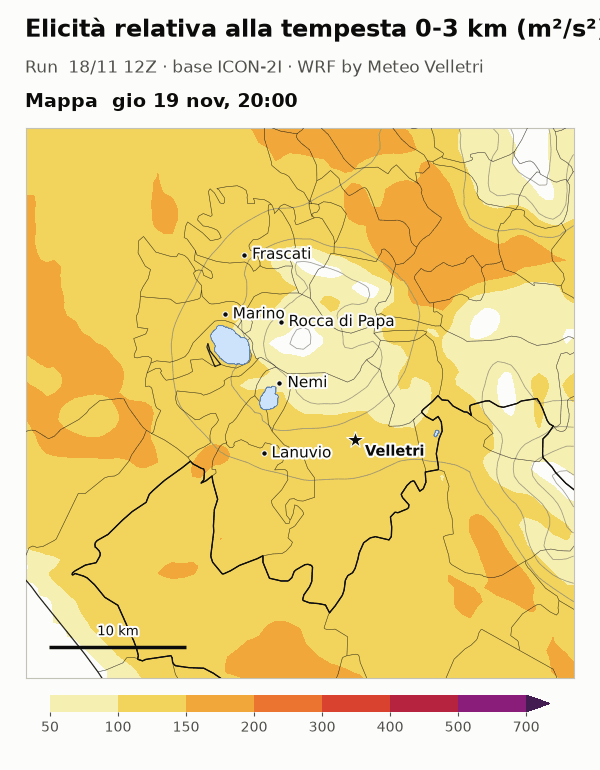 Elicità relativa alla tempesta 0-3 km (m²/s²)
Run 18/11 12Z · base ICON-2I · WRF by Meteo Velletri
Mappa gio 19 nov, 20:00
Frascati
Marino
Rocca di Papa
Nemi
Velletri
Lanuvio
10 km
50 100 150 200 300 400 500 700